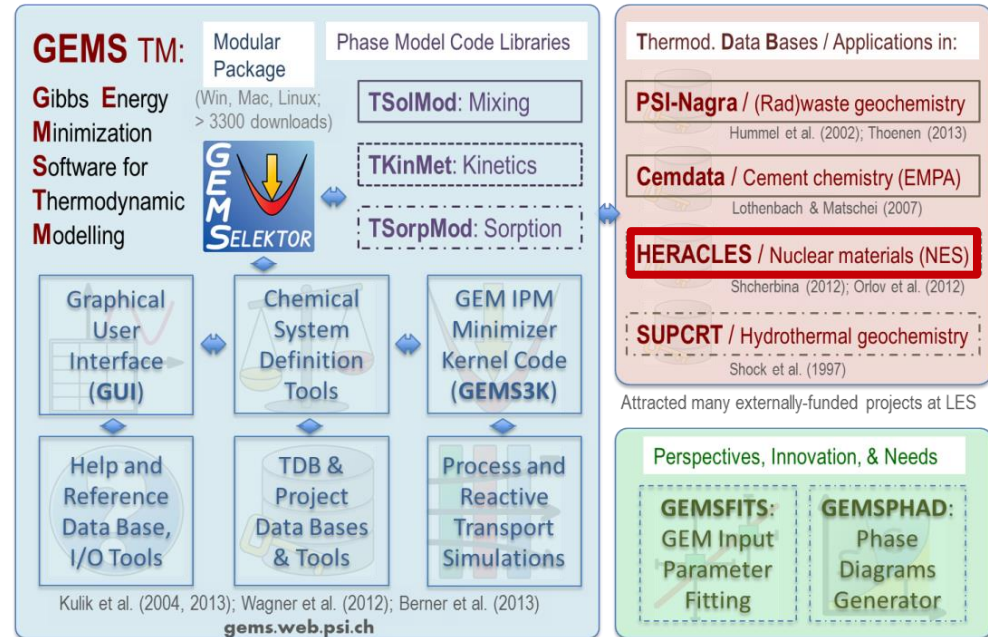 GEMS TM:
Gibbs Energy
Minimization
Software for
Thermodynamic
Modelling
Modular
Package
(Win, Mac, Linux;
> 3300 downloads)
GEMS
SELEKTOR
Phase Model Code Libraries
TSolMod: Mixing
TKinMet: Kinetics
TSorpMod: Sorption
Graphical
User
Interface
(GUI)
Chemical
System
Definition
Tools
GEM IPM
Minimizer
Kernel Code
(GEMS3K)
Help and
Reference
Data Base,
I/O Tools
TDB &
Project
Data Bases
& Tools
Process and
Reactive
Transport
Simulations
Kulik et al. (2004, 2013); Wagner et al. (2012); Berner et al. (2013)
gems.web.psi.ch
Thermod. Data Bases / Applications in:
PSI-Nagra / (Rad)waste geochemistry
Hummel et al. (2002); Thoenen (2013)
Cemdata / Cement chemistry (EMPA)
Lothenbach & Matschei (2007)
HERACLES / Nuclear materials (NES)
Shcherbina (2012); Orlov et al. (2012)
SUPCRT / Hydrothermal geochemistry
Shock et al. (1997)
Attracted many externally-funded projects at LES
Perspectives, Innovation, & Needs
GEMSFITS:
GEM Input
Parameter
Fitting
GEMSPHAD:
Phase
Diagrams
Generator